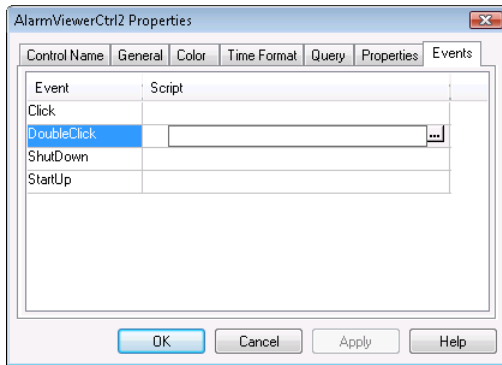 AlarmViewerCtrl2 Properties
Control Name General Color Time Format Query Properties Events
Event Script
Click
DoubleClick ...
ShutDown
StartUp
OK Cancel Apply Help